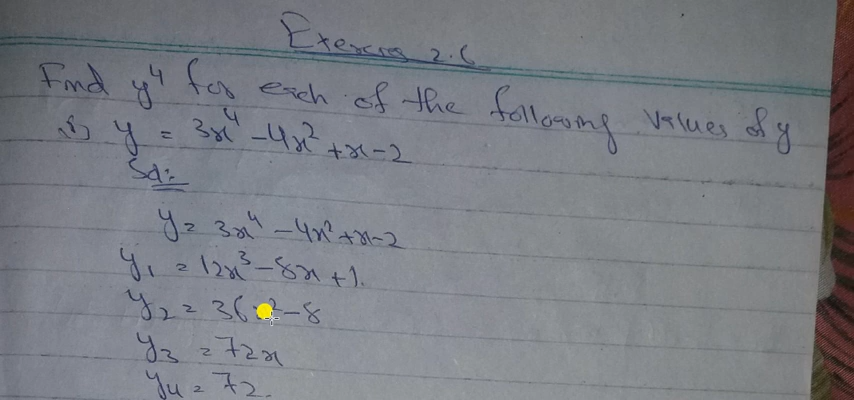 Exercise 2.6
Find y⁴ for each of the following values of y
(i) y = 3x⁴ - 4x² + x - 2
Sol:
y = 3x⁴ - 4x² + x - 2
y₁ = 12x³ - 8x + 1.
y₂ = 36x² - 8
y₃ = 72x
y₄ = 72.